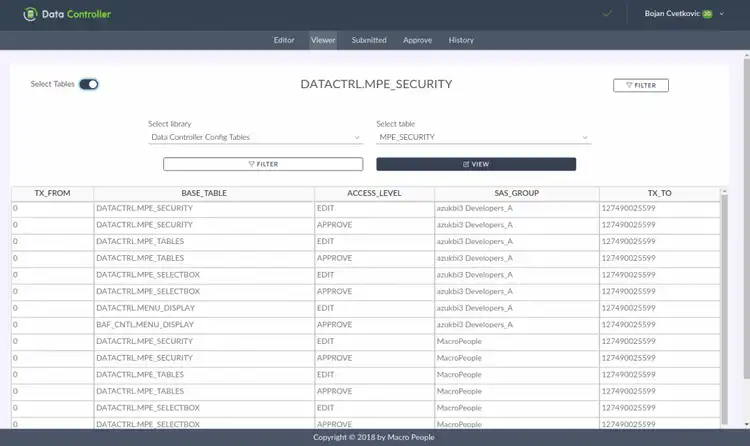 Data Controller
Bojan Cvetkovic 20
Editor Viewer Submitted Approve History
Select Tables DATACTRL.MPE_SECURITY FILTER
Select library Select table
Data Controller Config Tables MPE_SECURITY
FILTER VIEW
TX_FROM BASE_TABLE ACCESS_LEVEL SAS_GROUP TX_TO
0 DATACTRL.MPE_SECURITY EDIT azukbi3 Developers_A 127490025599
0 DATACTRL.MPE_SECURITY APPROVE azukbi3 Developers_A 127490025599
0 DATACTRL.MPE_TABLES EDIT azukbi3 Developers_A 127490025599
0 DATACTRL.MPE_TABLES APPROVE azukbi3 Developers_A 127490025599
0 DATACTRL.MPE_SELECTBOX EDIT azukbi3 Developers_A 127490025599
0 DATACTRL.MPE_SELECTBOX APPROVE azukbi3 Developers_A 127490025599
0 DATACTRL.MENU_DISPLAY EDIT azukbi3 Developers_A 127490025599
0 BAF_CNTL.MENU_DISPLAY APPROVE azukbi3 Developers_A 127490025599
0 DATACTRL.MPE_SECURITY EDIT MacroPeople 127490025599
0 DATACTRL.MPE_SECURITY APPROVE MacroPeople 127490025599
0 DATACTRL.MPE_TABLES EDIT MacroPeople 127490025599
0 DATACTRL.MPE_TABLES APPROVE MacroPeople 127490025599
0 DATACTRL.MPE_SELECTBOX EDIT MacroPeople 127490025599
0 DATACTRL.MPE_SELECTBOX APPROVE MacroPeople 127490025599
Copyright © 2018 by Macro People